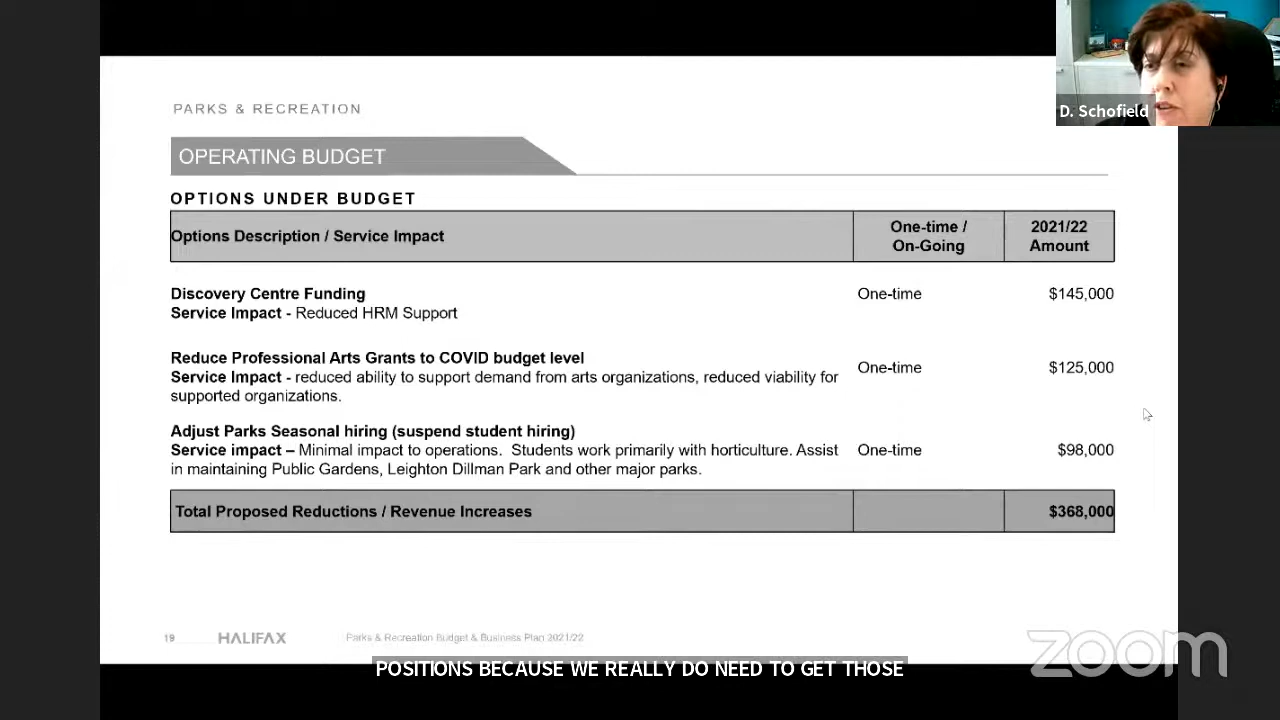 D. Schofield
PARKS & RECREATION
OPERATING BUDGET
OPTIONS UNDER BUDGET
Options Description / Service Impact
One-time /
On-Going
2021/22
Amount
Discovery Centre Funding
Service Impact - Reduced HRM Support
One-time
$145,000
Reduce Professional Arts Grants to COVID budget level
Service Impact - reduced ability to support demand from arts organizations, reduced viability for
supported organizations.
One-time
$125,000
Adjust Parks Seasonal hiring (suspend student hiring)
Service impact – Minimal impact to operations. Students work primarily with horticulture. Assist
in maintaining Public Gardens, Leighton Dillman Park and other major parks.
One-time
$98,000
Total Proposed Reductions / Revenue Increases
$368,000
19
HALIFAX
Parks & Recreation Budget & Business Plan 2021/22
zoom
POSITIONS BECAUSE WE REALLY DO NEED TO GET THOSE